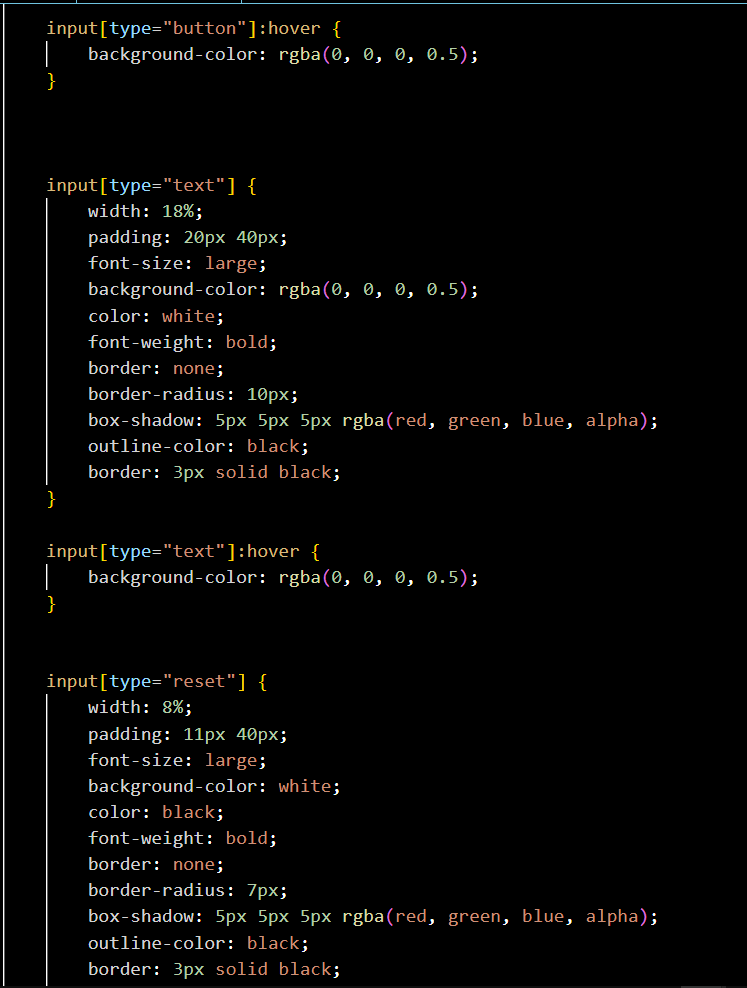 input[type="button"]:hover {
background-color: rgba(0, 0, 0, 0.5);
}
input[type="text"] {
width: 18%;
padding: 20px 40px;
font-size: large;
background-color: rgba(0, 0, 0, 0.5);
color: white;
font-weight: bold;
border: none;
border-radius: 10px;
box-shadow: 5px 5px 5px rgba(red, green, blue, alpha);
outline-color: black;
border: 3px solid black;
}
input[type="text"]:hover {
background-color: rgba(0, 0, 0, 0.5);
}
input[type="reset"] {
width: 8%;
padding: 11px 40px;
font-size: large;
background-color: white;
color: black;
font-weight: bold;
border: none;
border-radius: 7px;
box-shadow: 5px 5px 5px rgba(red, green, blue, alpha);
outline-color: black;
border: 3px solid black;